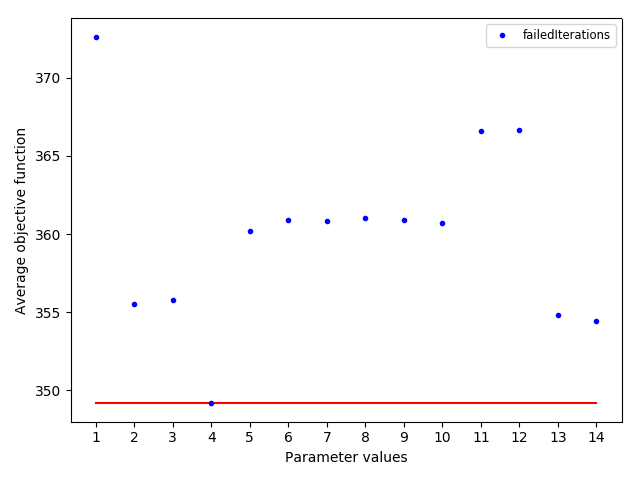 failedIterations
Average objective function
370
365
360
355
350
1 2 3 4 5 6 7 8 9 10 11 12 13 14
Parameter values